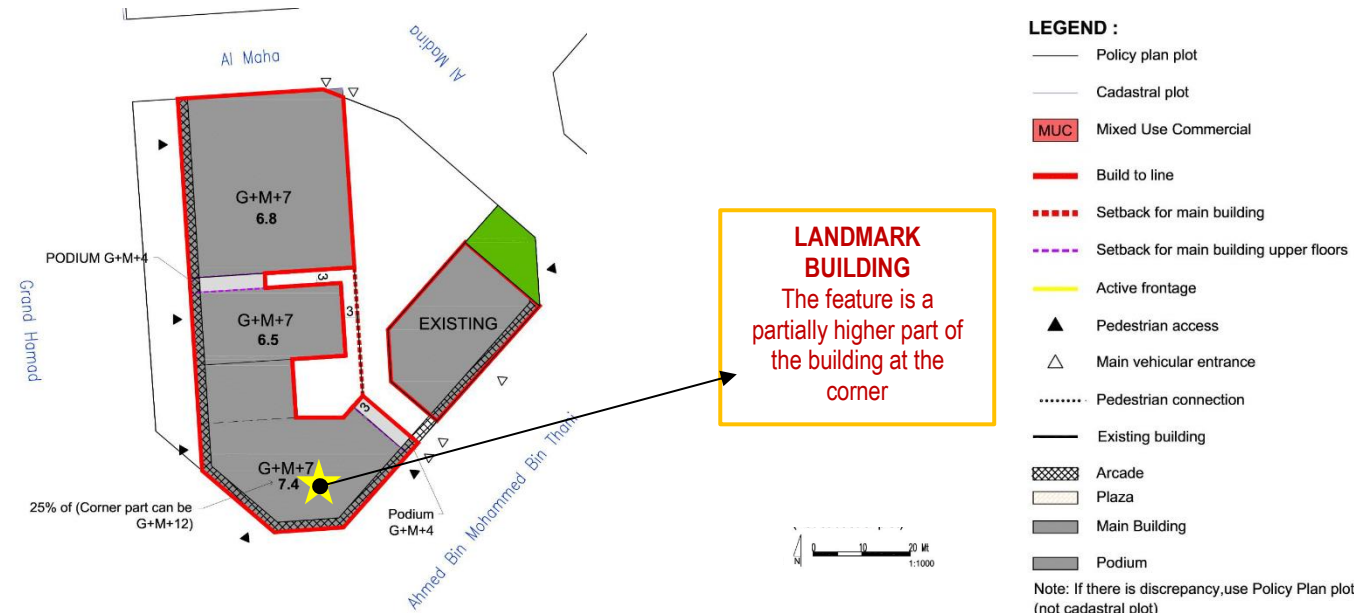 Al Maha
Al Madina
G+M+7
6.8
PODIUM G+M+4
3
Grand Hamad
G+M+7
6.5
3
EXISTING
3
G+M+7
7.4
25% of (Corner part can be
G+M+12)
Podium
G+M+4
Ahmed Bin Mohammed Bin Thani
LANDMARK
BUILDING
The feature is a
partially higher part of
the building at the
corner
N
0 10 20 Mt
1:1000
LEGEND :
Policy plan plot
Cadastral plot
MUC Mixed Use Commercial
Build to line
Setback for main building
Setback for main building upper floors
Active frontage
Pedestrian access
Main vehicular entrance
Pedestrian connection
Existing building
Arcade
Plaza
Main Building
Podium
Note: If there is discrepancy,use Policy Plan plot
(not cadastral plot)